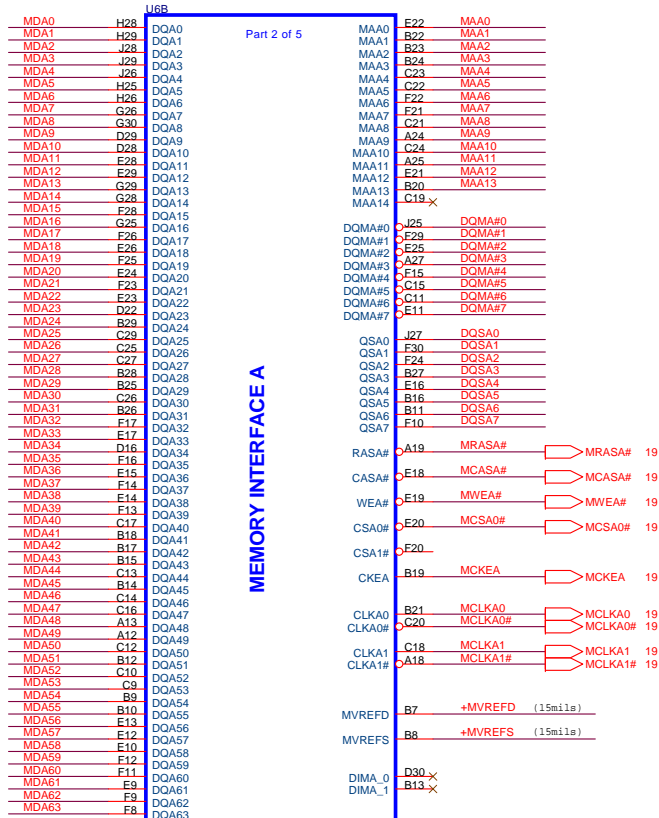 U6B
Part 2 of 5
MEMORY INTERFACE A
MDA0 H28 DQA0
MDA1 H29 DQA1
MDA2 J28 DQA2
MDA3 J29 DQA3
MDA4 J26 DQA4
MDA5 H25 DQA5
MDA6 H26 DQA6
MDA7 G26 DQA7
MDA8 G30 DQA8
MDA9 D29 DQA9
MDA10 D28 DQA10
MDA11 E28 DQA11
MDA12 E29 DQA12
MDA13 G29 DQA13
MDA14 G28 DQA14
MDA15 F28 DQA15
MDA16 G25 DQA16
MDA17 F26 DQA17
MDA18 E26 DQA18
MDA19 F25 DQA19
MDA20 E24 DQA20
MDA21 F23 DQA21
MDA22 E23 DQA22
MDA23 D22 DQA23
MDA24 B29 DQA24
MDA25 C29 DQA25
MDA26 C25 DQA26
MDA27 C27 DQA27
MDA28 B28 DQA28
MDA29 B25 DQA29
MDA30 C26 DQA30
MDA31 B26 DQA31
MDA32 F17 DQA32
MDA33 E17 DQA33
MDA34 D16 DQA34
MDA35 F16 DQA35
MDA36 E15 DQA36
MDA37 F14 DQA37
MDA38 E14 DQA38
MDA39 F13 DQA39
MDA40 C17 DQA40
MDA41 B18 DQA41
MDA42 B17 DQA42
MDA43 B15 DQA43
MDA44 C13 DQA44
MDA45 B14 DQA45
MDA46 C14 DQA46
MDA47 C16 DQA47
MDA48 A13 DQA48
MDA49 A12 DQA49
MDA50 C12 DQA50
MDA51 B12 DQA51
MDA52 C10 DQA52
MDA53 C9 DQA53
MDA54 B9 DQA54
MDA55 B10 DQA55
MDA56 E13 DQA56
MDA57 E12 DQA57
MDA58 E10 DQA58
MDA59 F12 DQA59
MDA60 F11 DQA60
MDA61 E9 DQA61
MDA62 F9 DQA62
MDA63 F8 DQA63
MAA0 E22 MAA0
MAA1 B22 MAA1
MAA2 B23 MAA2
MAA3 B24 MAA3
MAA4 C23 MAA4
MAA5 C22 MAA5
MAA6 F22 MAA6
MAA7 F21 MAA7
MAA8 C21 MAA8
MAA9 A24 MAA9
MAA10 C24 MAA10
MAA11 A25 MAA11
MAA12 E21 MAA12
MAA13 B20 MAA13
MAA14 C19
DQMA#0 J25 DQMA#0
DQMA#1 F29 DQMA#1
DQMA#2 E25 DQMA#2
DQMA#3 A27 DQMA#3
DQMA#4 F15 DQMA#4
DQMA#5 C15 DQMA#5
DQMA#6 C11 DQMA#6
DQMA#7 E11 DQMA#7
QSA0 J27 DQSA0
QSA1 F30 DQSA1
QSA2 F24 DQSA2
QSA3 B27 DQSA3
QSA4 E16 DQSA4
QSA5 B16 DQSA5
QSA6 B11 DQSA6
QSA7 F10 DQSA7
RASA# A19 MRASA# MRASA# 19
CASA# E18 MCASA# MCASA# 19
WEA# E19 MWEA# MWEA# 19
CSA0# E20 MCSA0# MCSA0# 19
CSA1# F20
CKEA B19 MCKEA MCKEA 19
CLKA0 B21 MCLKA0 MCLKA0 19
CLKA0# C20 MCLKA0# MCLKA0# 19
CLKA1 C18 MCLKA1 MCLKA1 19
CLKA1# A18 MCLKA1# MCLKA1# 19
MVREFD B7 +MVREFD (15mils)
MVREFS B8 +MVREFS (15mils)
DIMA_0 D30
DIMA_1 B13